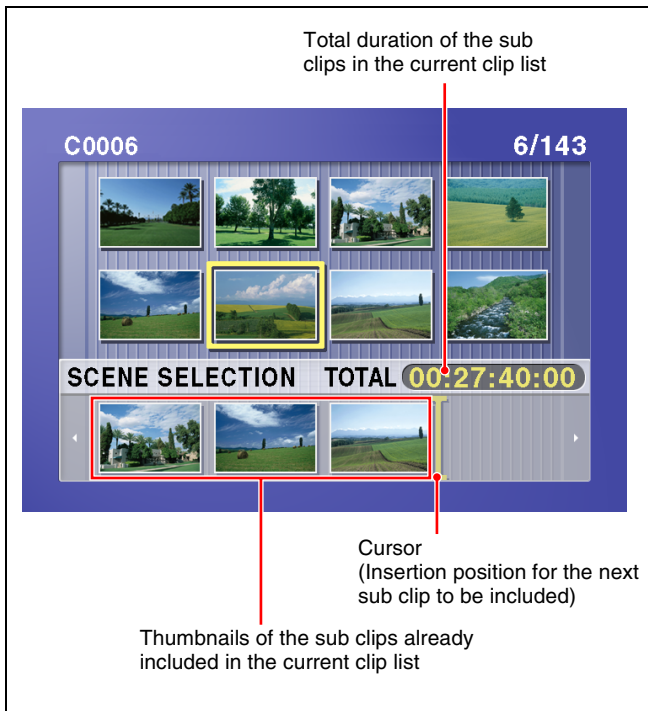 Total duration of the sub
clips in the current clip list
C0006 6/143
SCENE SELECTION TOTAL 00:27:40:00
Cursor
(Insertion position for the next
sub clip to be included)
Thumbnails of the sub clips already
included in the current clip list